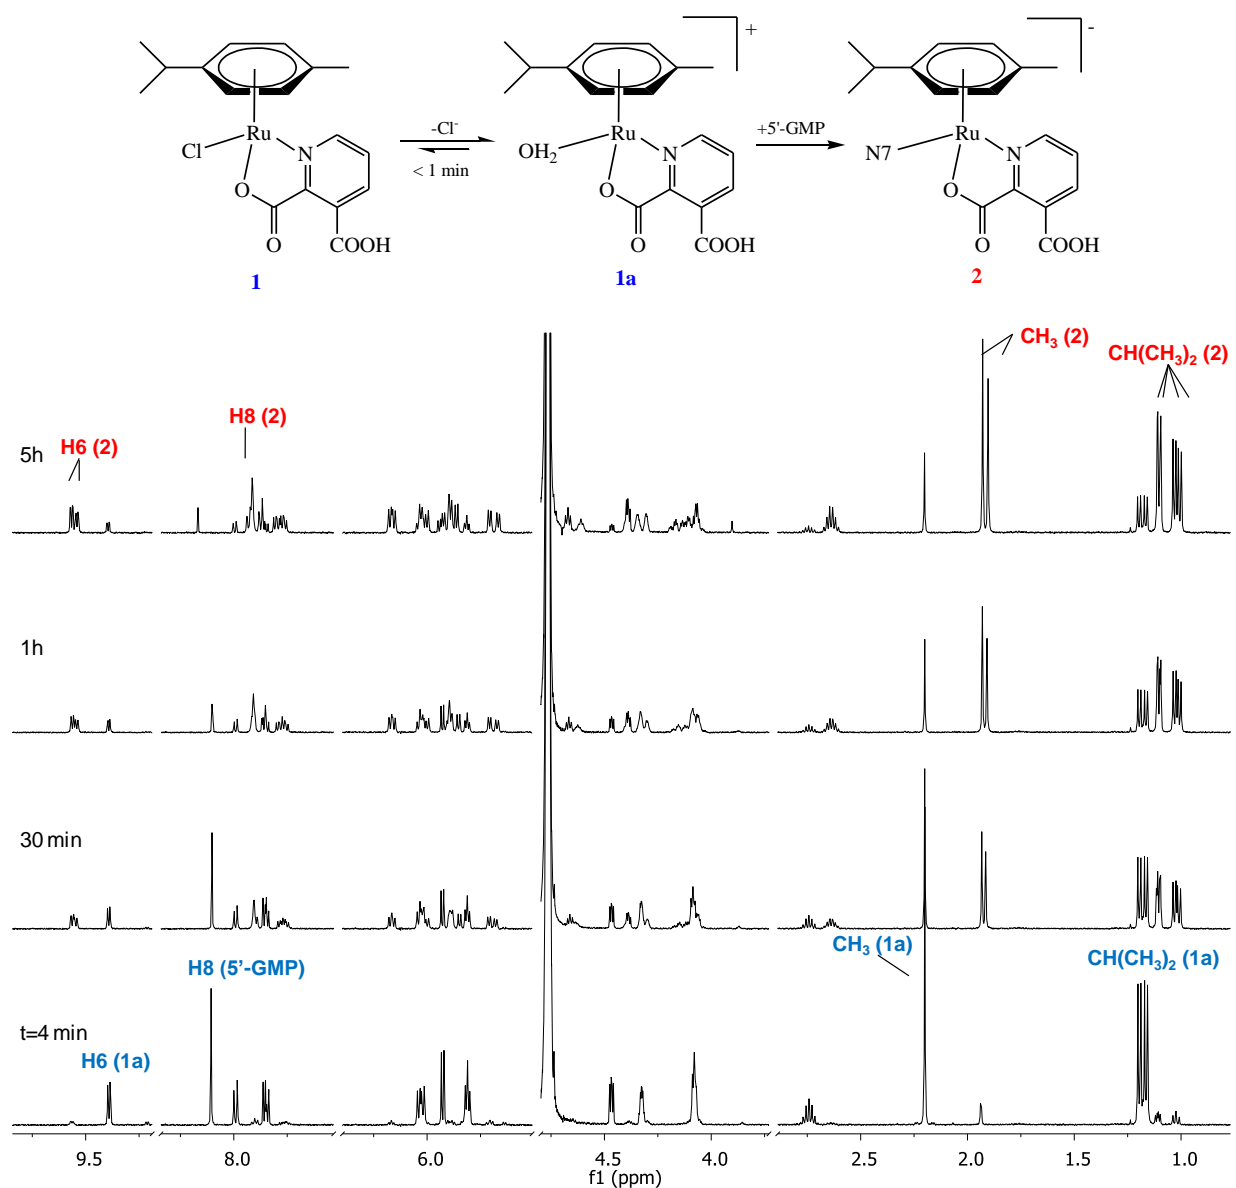 +
-
Ru
Cl
N
O
O
COOH
1
-Cl⁻
< 1 min
Ru
OH₂
N
O
O
COOH
1a
+5'-GMP
Ru
N7
N
O
O
COOH
2
CH₃ (2)
CH(CH₃)₂ (2)
H8 (2)
H6 (2)
5h
1h
30 min
CH₃ (1a)
CH(CH₃)₂ (1a)
H8 (5'-GMP)
t=4 min
H6 (1a)
9.5 8.0 6.0 4.5 4.0 2.5 2.0 1.5 1.0
f1 (ppm)